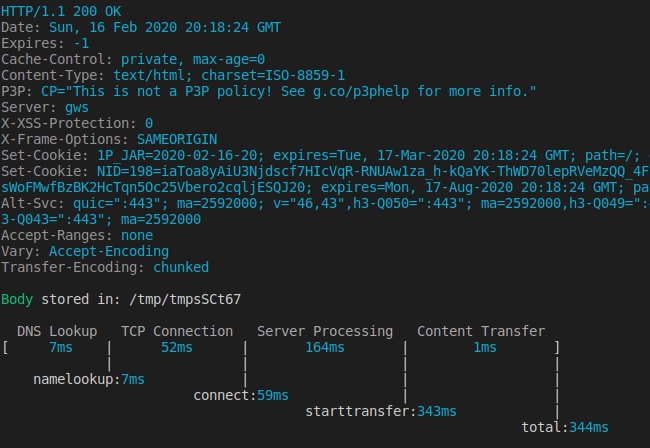 HTTP/1.1 200 OK
Date: Sun, 16 Feb 2020 20:18:24 GMT
Expires: -1
Cache-Control: private, max-age=0
Content-Type: text/html; charset=ISO-8859-1
P3P: CP="This is not a P3P policy! See g.co/p3phelp for more info."
Server: gws
X-XSS-Protection: 0
X-Frame-Options: SAMEORIGIN
Set-Cookie: 1P_JAR=2020-02-16-20; expires=Tue, 17-Mar-2020 20:18:24 GMT; path=/;
Set-Cookie: NID=198=iaToa8yAiU3Njdscf7HIcVqR-RNUAw1za_h-kQaYK-ThWD70lepRVeMzQQ_4F
sWoFMwfBzBK2HcTqn5Oc25Vbero2cqljESQJ20; expires=Mon, 17-Aug-2020 20:18:24 GMT; pa
Alt-Svc: quic=":443"; ma=2592000; v="46,43",h3-Q050=":443"; ma=2592000,h3-Q049=":
3-Q043=":443"; ma=2592000
Accept-Ranges: none
Vary: Accept-Encoding
Transfer-Encoding: chunked
Body stored in: /tmp/tmpsSCt67
DNS Lookup TCP Connection Server Processing Content Transfer
[ 7ms | 52ms | 164ms | 1ms ]
| | | |
namelookup:7ms | | |
connect:59ms | |
starttransfer:343ms |
total:344ms